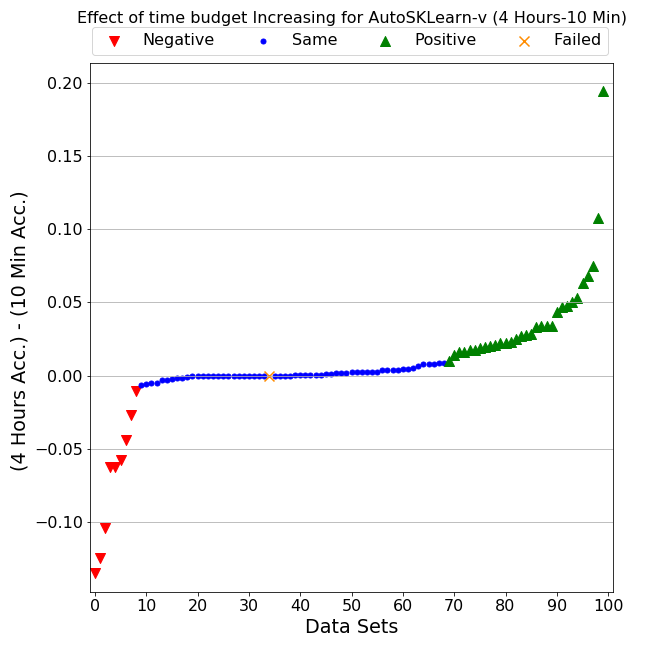 Effect of time budget Increasing for AutoSKLearn-v (4 Hours-10 Min)
Negative Same Positive Failed
0.20
0.15
0.10
0.05
0.00
−0.05
−0.10
(4 Hours Acc.) - (10 Min Acc.)
0 10 20 30 40 50 60 70 80 90 100
Data Sets